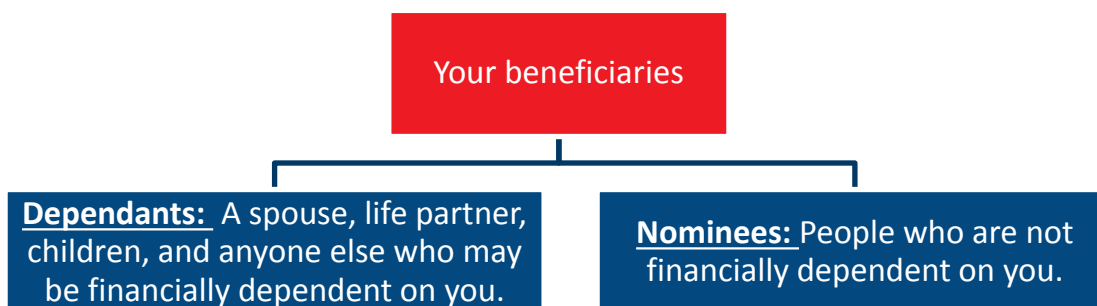 Your beneficiaries
Dependants: A spouse, life partner,
children, and anyone else who may
be financially dependent on you.
Nominees: People who are not
financially dependent on you.